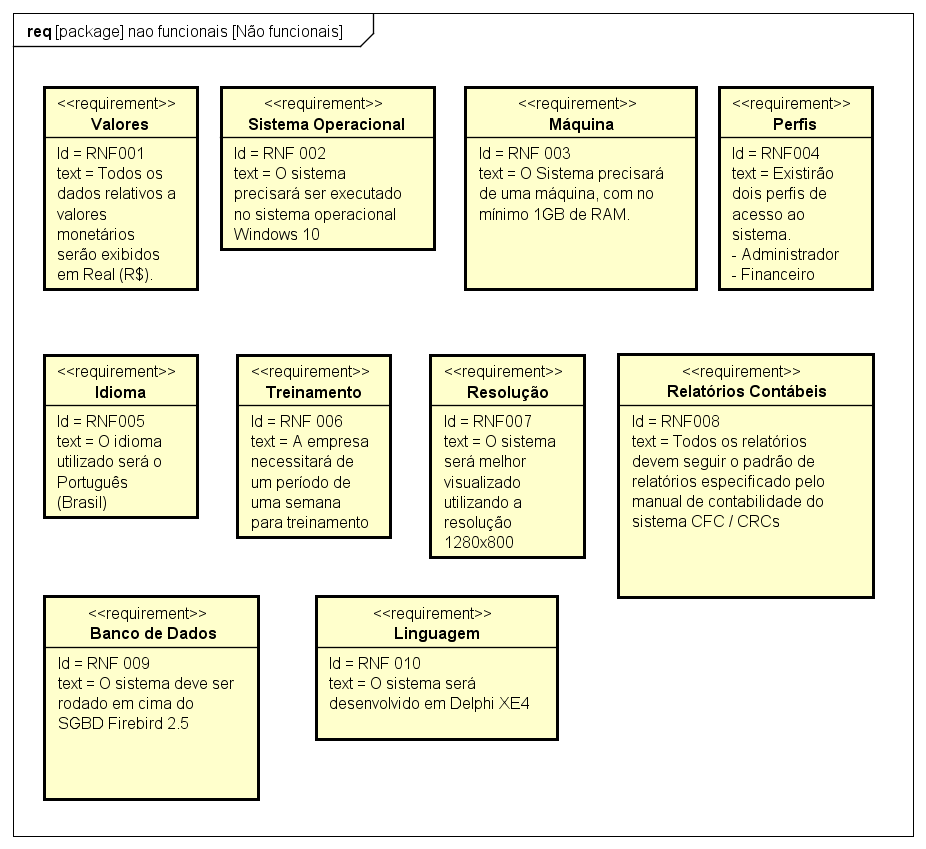 req [package] nao funcionais [Não funcionais]
<<requirement>>
Valores
Id = RNF001
text = Todos os
dados relativos a
valores
monetários
serão exibidos
em Real (R$).
<<requirement>>
Sistema Operacional
Id = RNF 002
text = O sistema
precisará ser executado
no sistema operacional
Windows 10
<<requirement>>
Máquina
Id = RNF 003
text = O Sistema precisará
de uma máquina, com no
mínimo 1GB de RAM.
<<requirement>>
Perfis
Id = RNF004
text = Existirão
dois perfis de
acesso ao
sistema.
- Administrador
- Financeiro
<<requirement>>
Idioma
Id = RNF005
text = O idioma
utilizado será o
Português
(Brasil)
<<requirement>>
Treinamento
Id = RNF 006
text = A empresa
necessitará de
um período de
uma semana
para treinamento
<<requirement>>
Resolução
Id = RNF007
text = O sistema
será melhor
visualizado
utilizando a
resolução
1280x800
<<requirement>>
Relatórios Contábeis
Id = RNF008
text = Todos os relatórios
devem seguir o padrão de
relatórios especificado pelo
manual de contabilidade do
sistema CFC / CRCs
<<requirement>>
Banco de Dados
Id = RNF 009
text = O sistema deve ser
rodado em cima do
SGBD Firebird 2.5
<<requirement>>
Linguagem
Id = RNF 010
text = O sistema será
desenvolvido em Delphi XE4